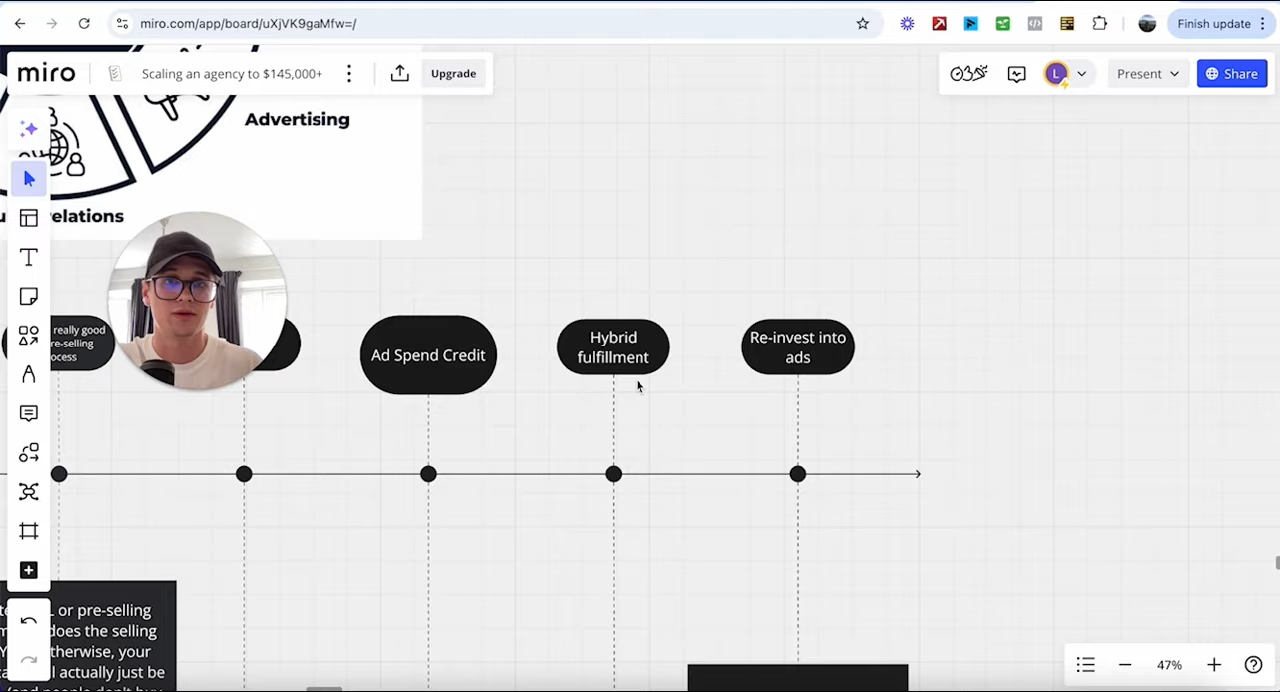 miro.com/app/board/uXjVK9gaMfw=/
Finish update
miro
Scaling an agency to $145,000+
Upgrade
Present
L
Share
Advertising
elations
really good
re-selling
ocess
Ad Spend Credit
Hybrid
fulfillment
Re-invest into
ads
or pre-selling
does the selling
therwise, your
actually just be
47%